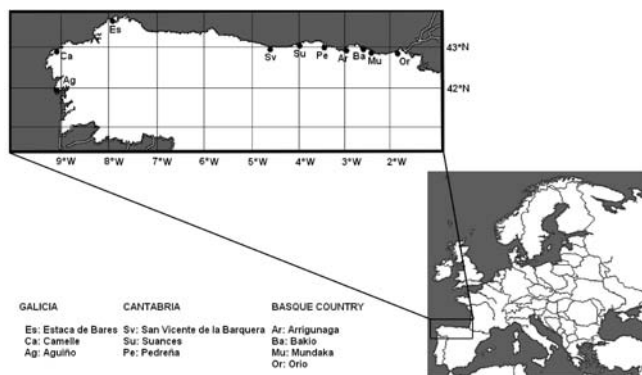 Es
Ca
Ag
Sv
Su
Pe
Ar
Ba
Mu
Or
43°N
42°N
9°W 8°W 7°W 6°W 5°W 4°W 3°W 2°W
GALICIA CANTABRIA BASQUE COUNTRY
Es: Estaca de Bares Sv: San Vicente de la Barquera Ar: Arrigunaga
Ca: Camelle Su: Suances Ba: Bakio
Ag: Aguiño Pe: Pedreña Mu: Mundaka
Or: Orio